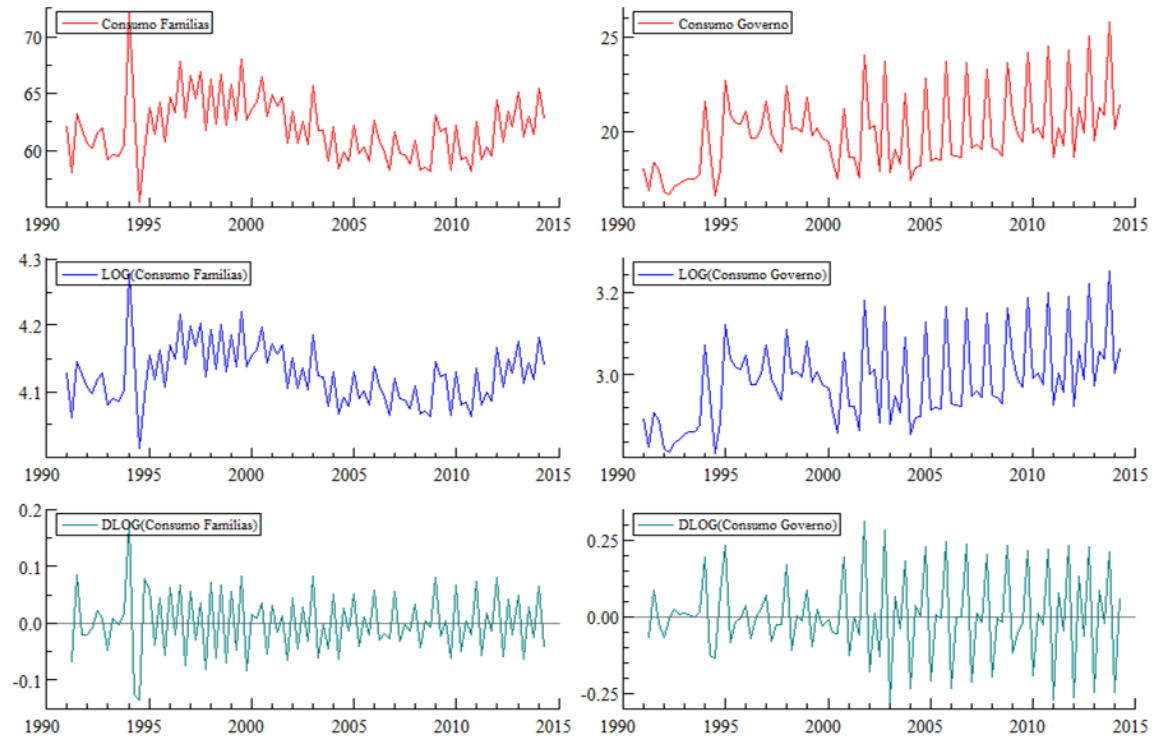 Consumo Familias
70
65
60
1990 1995 2000 2005 2010 2015
Consumo Governo
25
20
1990 1995 2000 2005 2010 2015
4.3
LOG(Consumo Familias)
4.2
4.1
1990 1995 2000 2005 2010 2015
LOG(Consumo Governo)
3.2
3.0
1990 1995 2000 2005 2010 2015
0.2
DLOG(Consumo Familias)
0.1
0.0
-0.1
1990 1995 2000 2005 2010 2015
DLOG(Consumo Governo)
0.25
0.00
-0.25
1990 1995 2000 2005 2010 2015